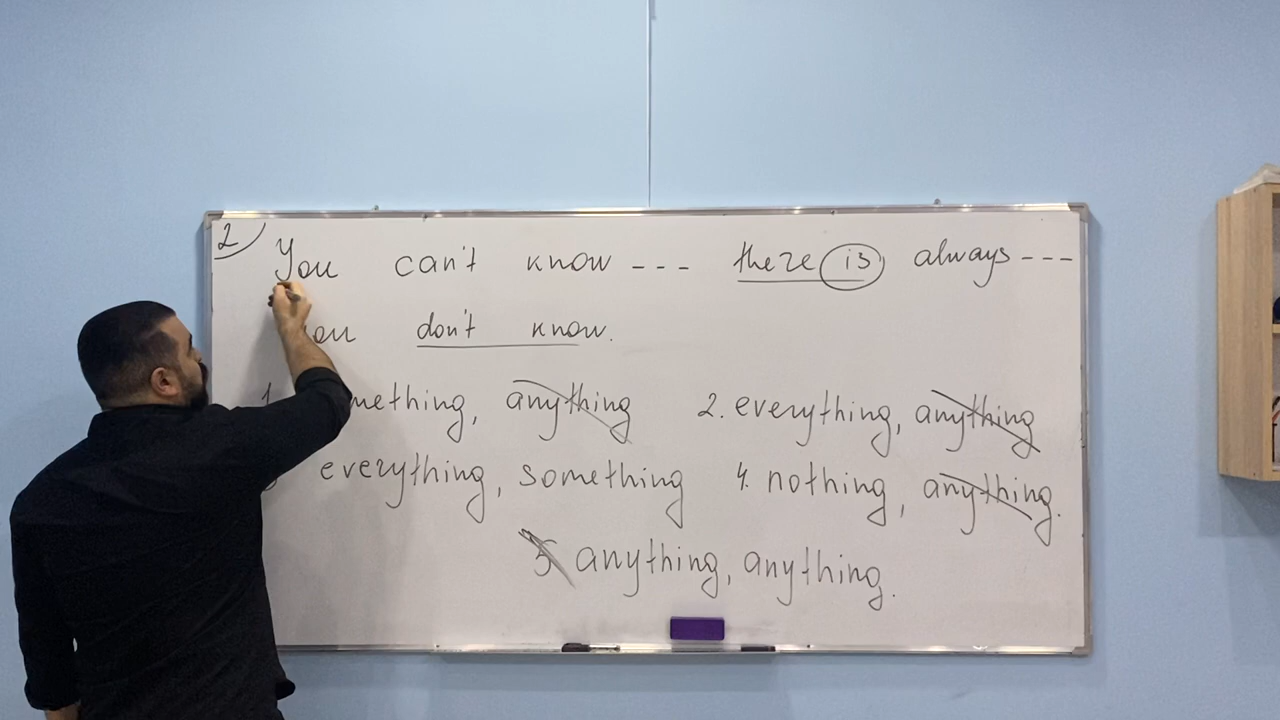 2) You can't know --- there is always ---
you don't know.
1. something, anything 2. everything, anything
everything, something 4. nothing, anything.
5 anything, anything.